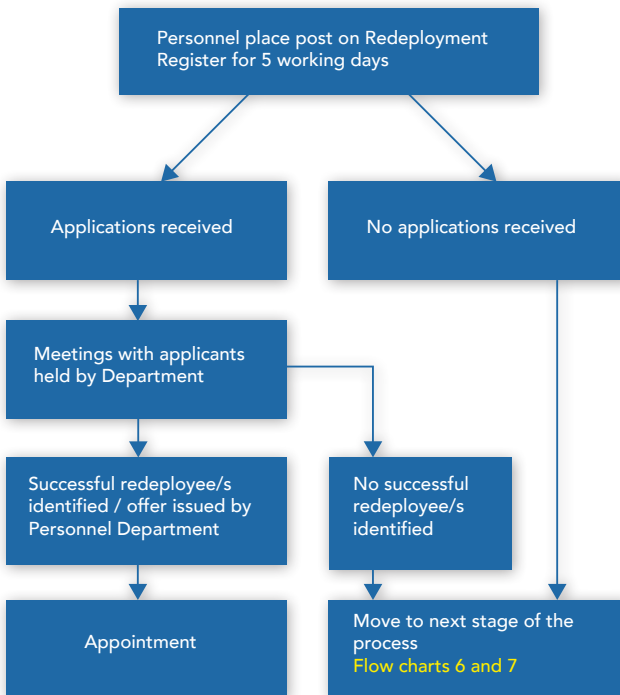 Personnel place post on Redeployment
Register for 5 working days
Applications received
No applications received
Meetings with applicants
held by Department
Successful redeployee/s
identified / offer issued by
Personnel Department
No successful
redeployee/s
identified
Appointment
Move to next stage of the
process
Flow charts 6 and 7